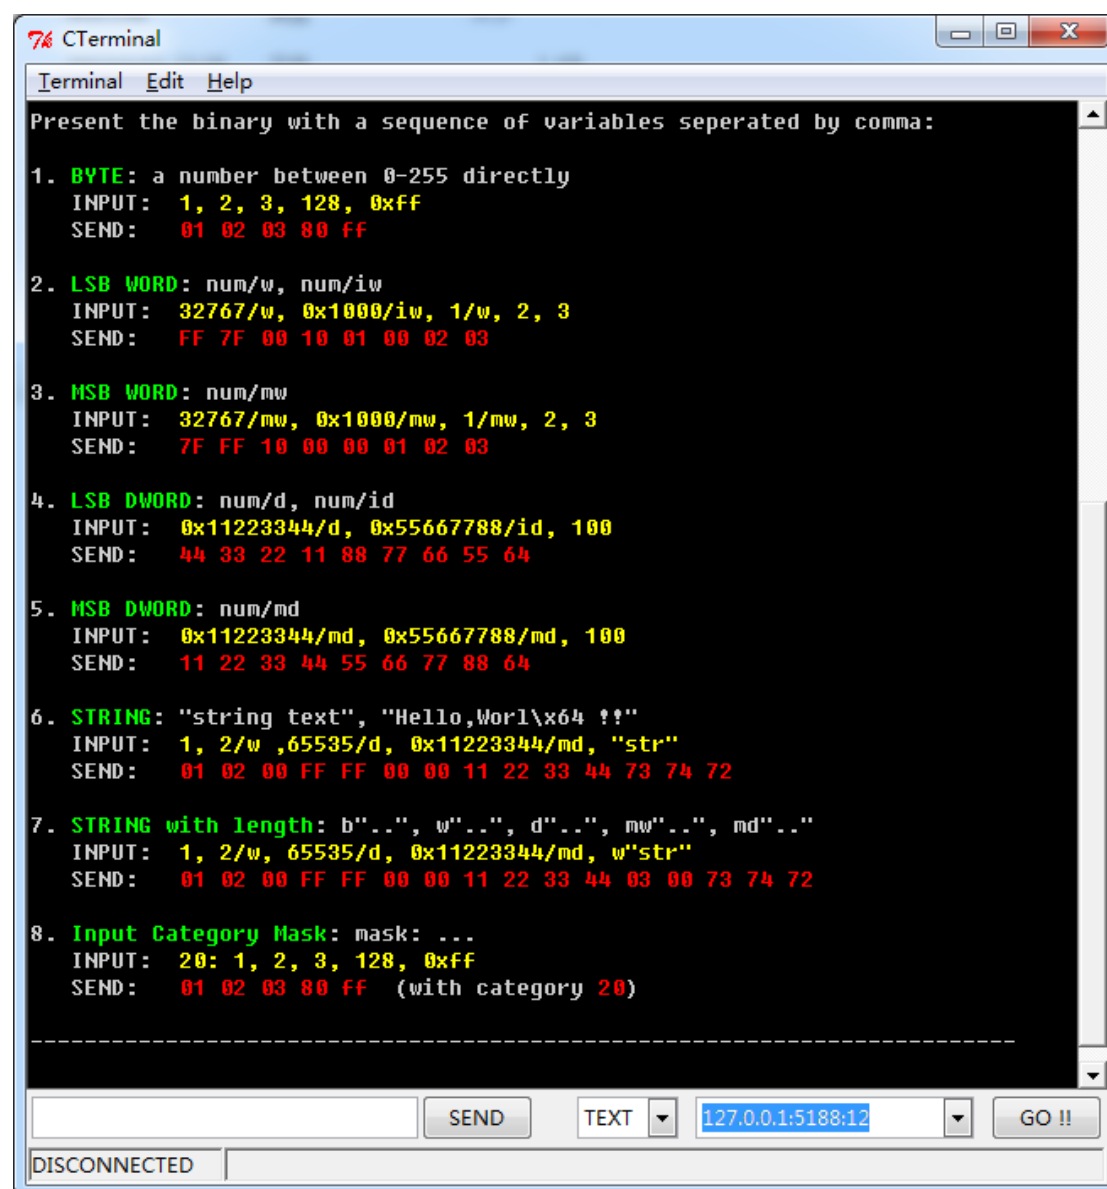 CTerminal
Terminal Edit Help
Present the binary with a sequence of variables seperated by comma:
1. BYTE: a number between 0-255 directly
INPUT: 1, 2, 3, 128, 0xff
SEND: 01 02 03 80 ff
2. LSB WORD: num/w, num/iw
INPUT: 32767/w, 0x1000/iw, 1/w, 2, 3
SEND: FF 7F 00 10 01 00 02 03
3. MSB WORD: num/mw
INPUT: 32767/mw, 0x1000/mw, 1/mw, 2, 3
SEND: 7F FF 10 00 00 01 02 03
4. LSB DWORD: num/d, num/id
INPUT: 0x11223344/d, 0x55667788/id, 100
SEND: 44 33 22 11 88 77 66 55 64
5. MSB DWORD: num/md
INPUT: 0x11223344/md, 0x55667788/md, 100
SEND: 11 22 33 44 55 66 77 88 64
6. STRING: "string text", "Hello,Worl\x64 !!"
INPUT: 1, 2/w ,65535/d, 0x11223344/md, "str"
SEND: 01 02 00 FF FF 00 00 11 22 33 44 73 74 72
7. STRING with length: b"..", w"..", d"..", mw"..", md".."
INPUT: 1, 2/w, 65535/d, 0x11223344/md, w"str"
SEND: 01 02 00 FF FF 00 00 11 22 33 44 03 00 73 74 72
8. Input Category Mask: mask: ...
INPUT: 20: 1, 2, 3, 128, 0xff
SEND: 01 02 03 80 ff (with category 20)
-------------------------------------------------------------------------
SEND TEXT 127.0.0.1:5188:12 GO !!
DISCONNECTED